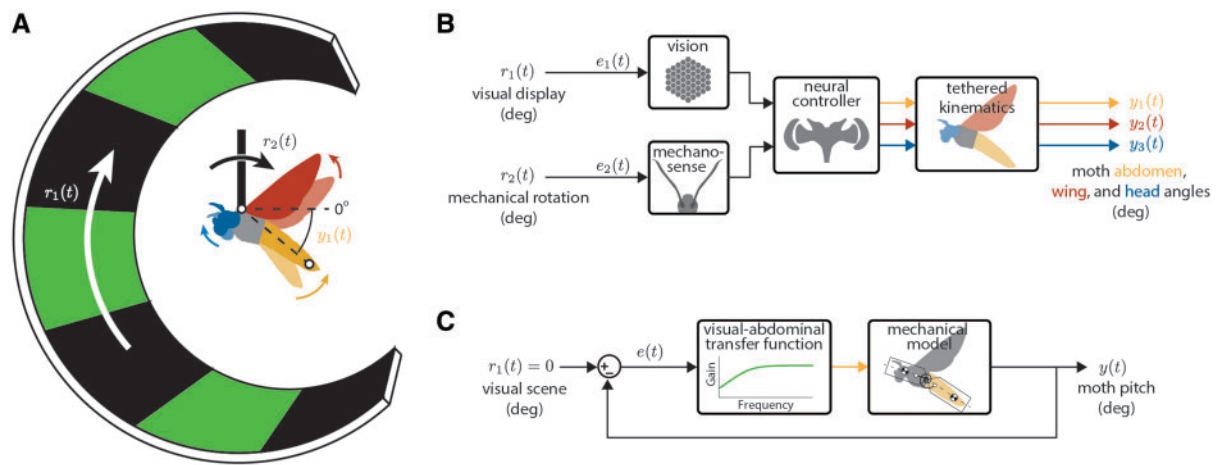 A
r₁(t)
r₂(t)
0°
y₁(t)
B
r₁(t)
visual display
(deg)
e₁(t)
vision
r₂(t)
mechanical rotation
(deg)
e₂(t)
mechano-
sense
neural
controller
tethered
kinematics
y₁(t)
y₂(t)
y₃(t)
moth abdomen,
wing, and head angles
(deg)
C
r₁(t) = 0
visual scene
(deg)
+
−
e(t)
visual-abdominal
transfer function
Gain
Frequency
mechanical
model
y(t)
moth pitch
(deg)